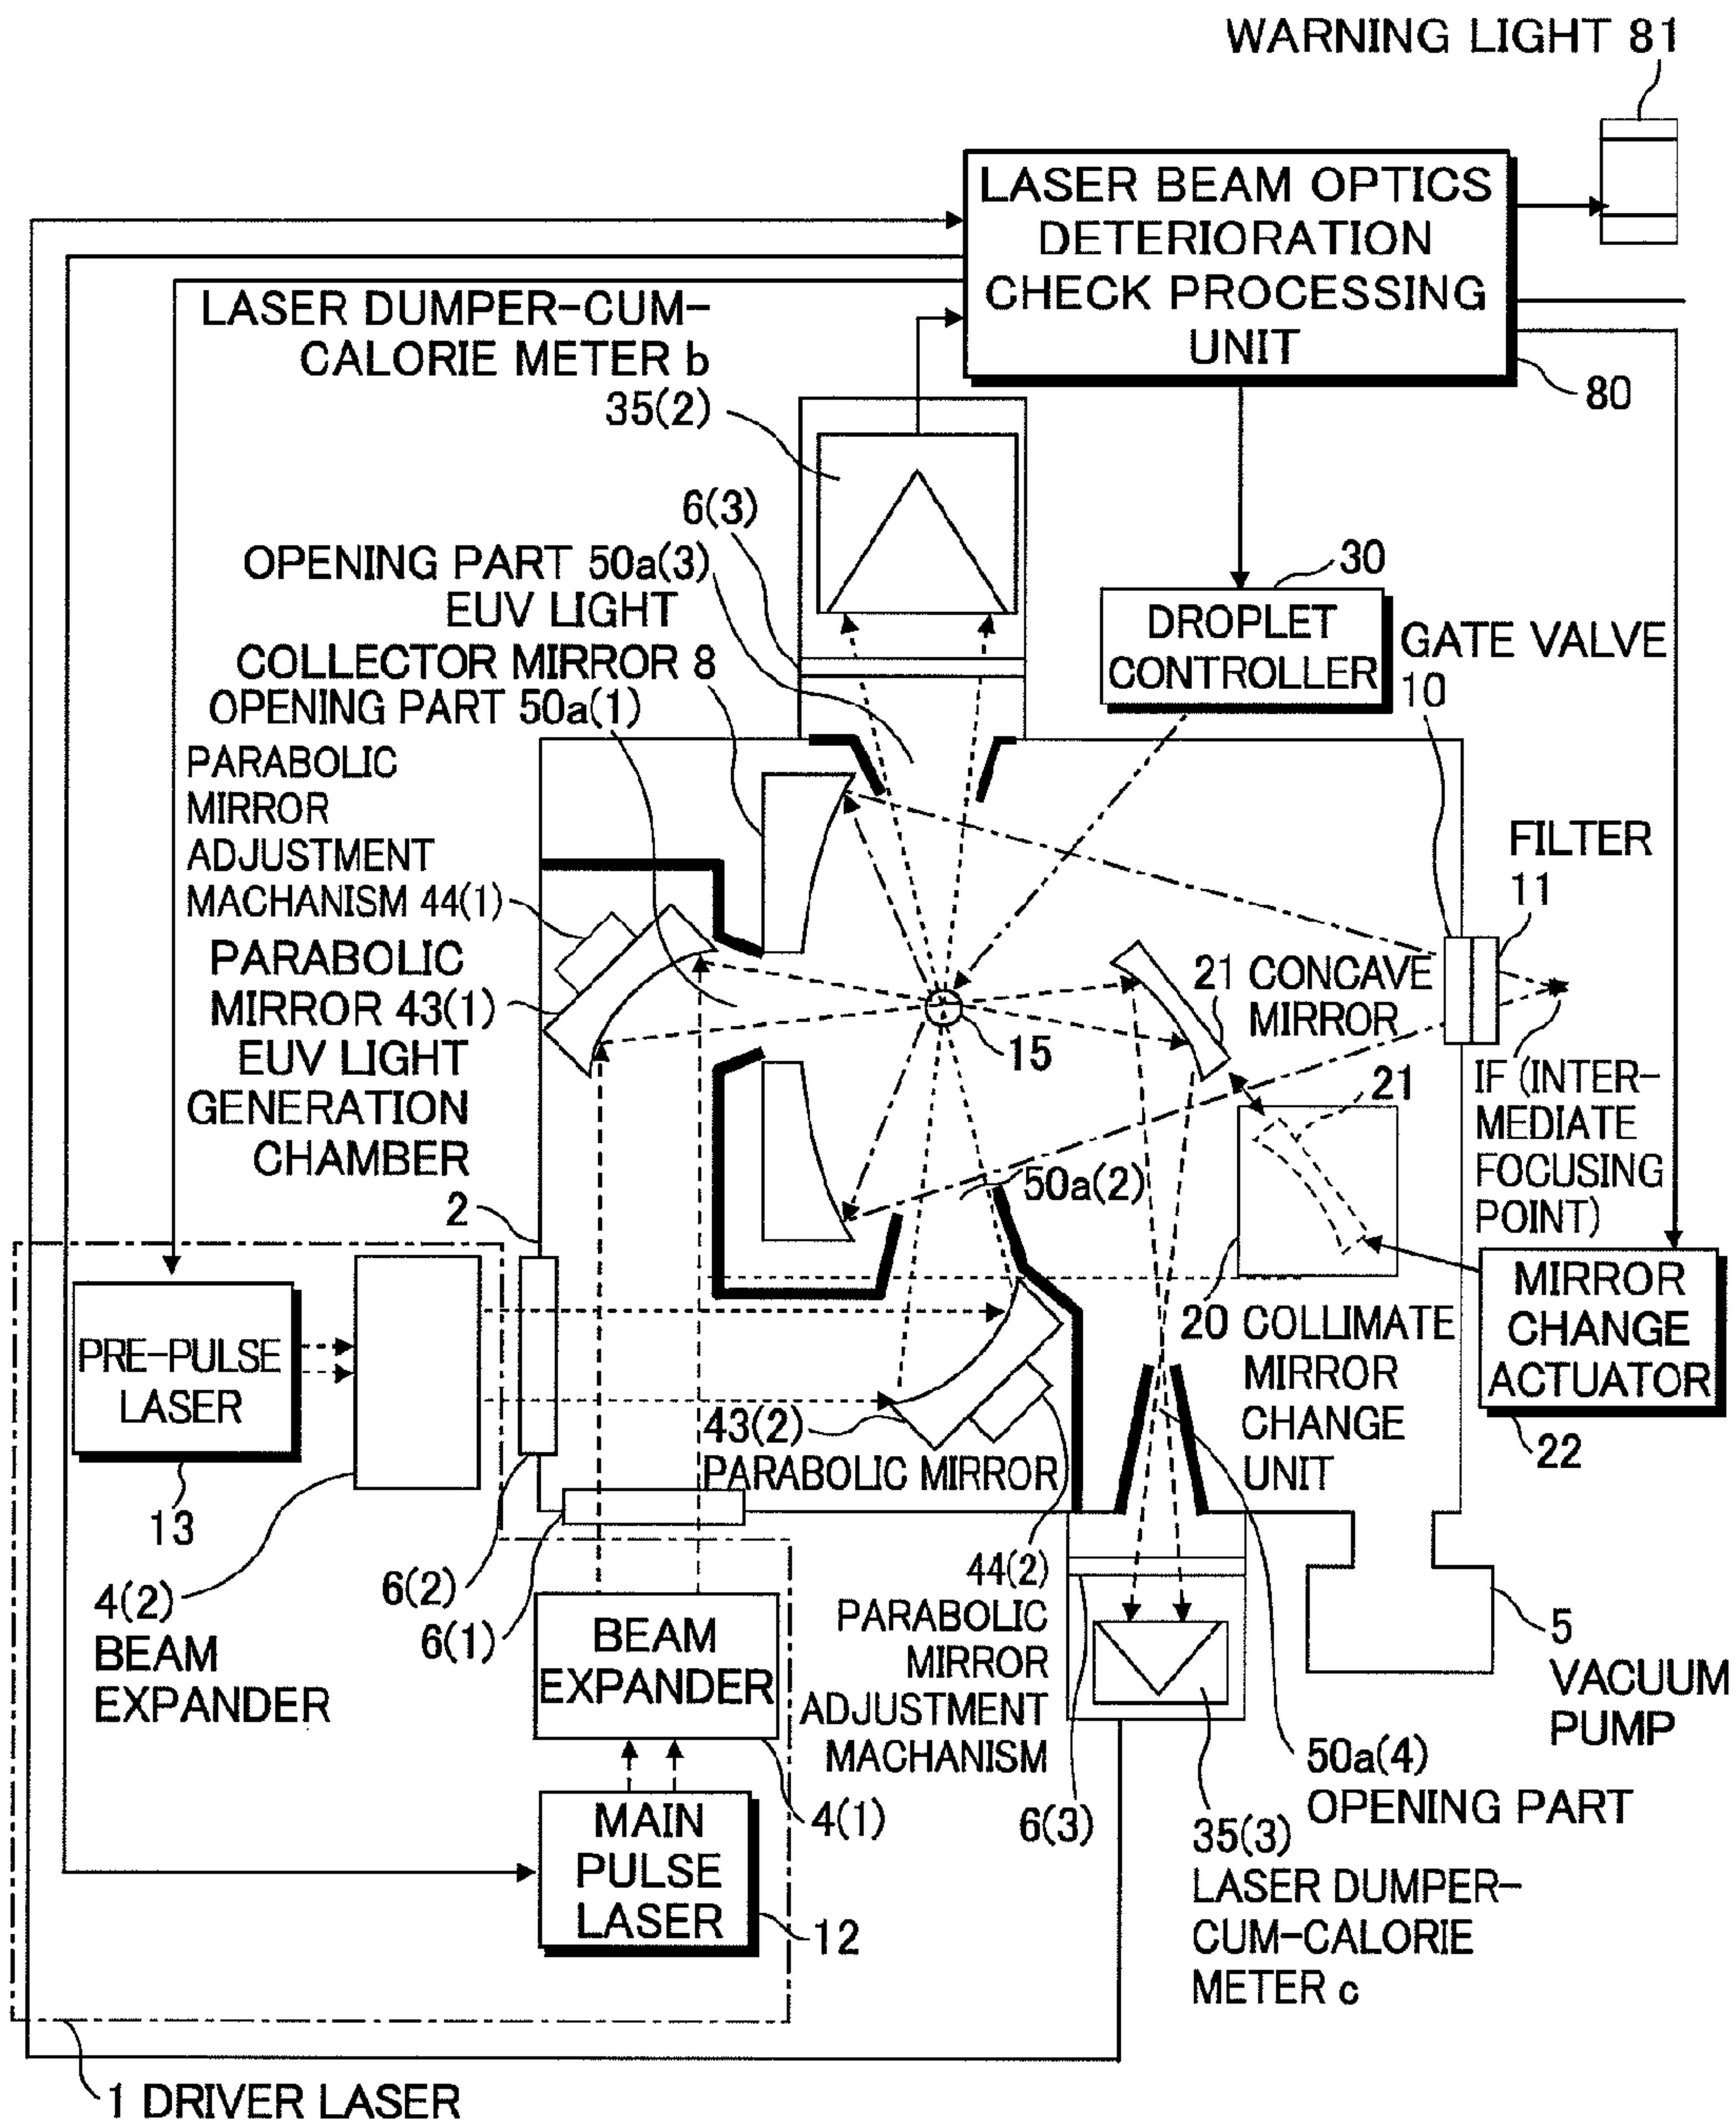 WARNING LIGHT 81
LASER BEAM OPTICS
DETERIORATION
CHECK PROCESSING
UNIT
80
LASER DUMPER-CUM-
CALORIE METER b
35(2)
6(3)
OPENING PART 50a(3)
EUV LIGHT
COLLECTOR MIRROR 8
OPENING PART 50a(1)
PARABOLIC
MIRROR
ADJUSTMENT
MACHANISM 44(1)
PARABOLIC
MIRROR 43(1)
EUV LIGHT
GENERATION
CHAMBER
2
30
DROPLET
CONTROLLER
GATE VALVE
10
FILTER
11
21 CONCAVE
MIRROR
15
IF (INTER-
MEDIATE
FOCUSING
POINT)
21
50a(2)
20 COLLIMATE
MIRROR
CHANGE
UNIT
MIRROR
CHANGE
ACTUATOR
22
PRE-PULSE
LASER
13
4(2)
BEAM
EXPANDER
6(2)
6(1)
43(2)
PARABOLIC MIRROR
44(2)
PARABOLIC
MIRROR
ADJUSTMENT
MACHANISM
BEAM
EXPANDER
4(1)
MAIN
PULSE
LASER
12
6(3)
5
VACUUM
PUMP
50a(4)
OPENING PART
35(3)
LASER DUMPER-
CUM-CALORIE
METER c
1 DRIVER LASER